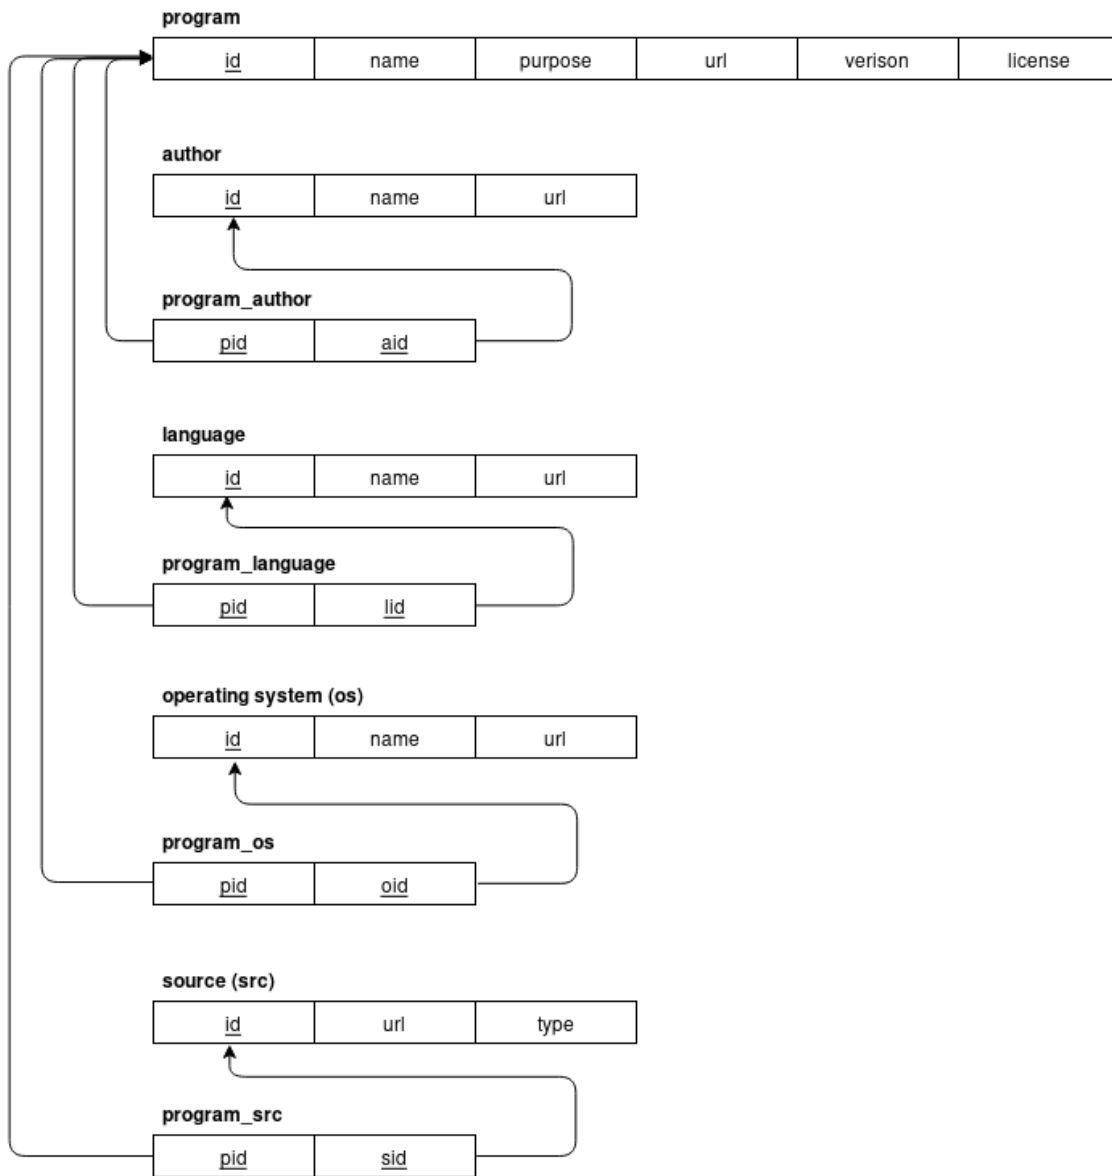 program
id name purpose url verison license
author
id name url
program_author
pid aid
language
id name url
program_language
pid lid
operating system (os)
id name url
program_os
pid oid
source (src)
id url type
program_src
pid sid